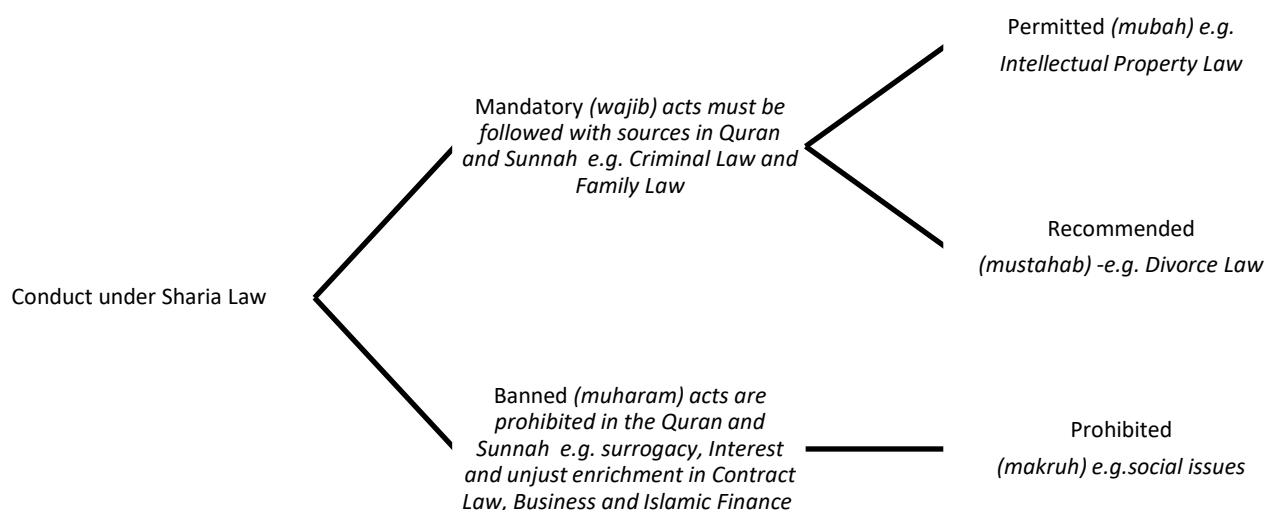 Conduct under Sharia Law
Mandatory (wajib) acts must be
followed with sources in Quran
and Sunnah e.g. Criminal Law and
Family Law
Permitted (mubah) e.g.
Intellectual Property Law
Recommended
(mustahab) -e.g. Divorce Law
Banned (muharam) acts are
prohibited in the Quran and
Sunnah e.g. surrogacy, Interest
and unjust enrichment in Contract
Law, Business and Islamic Finance
Prohibited
(makruh) e.g.social issues